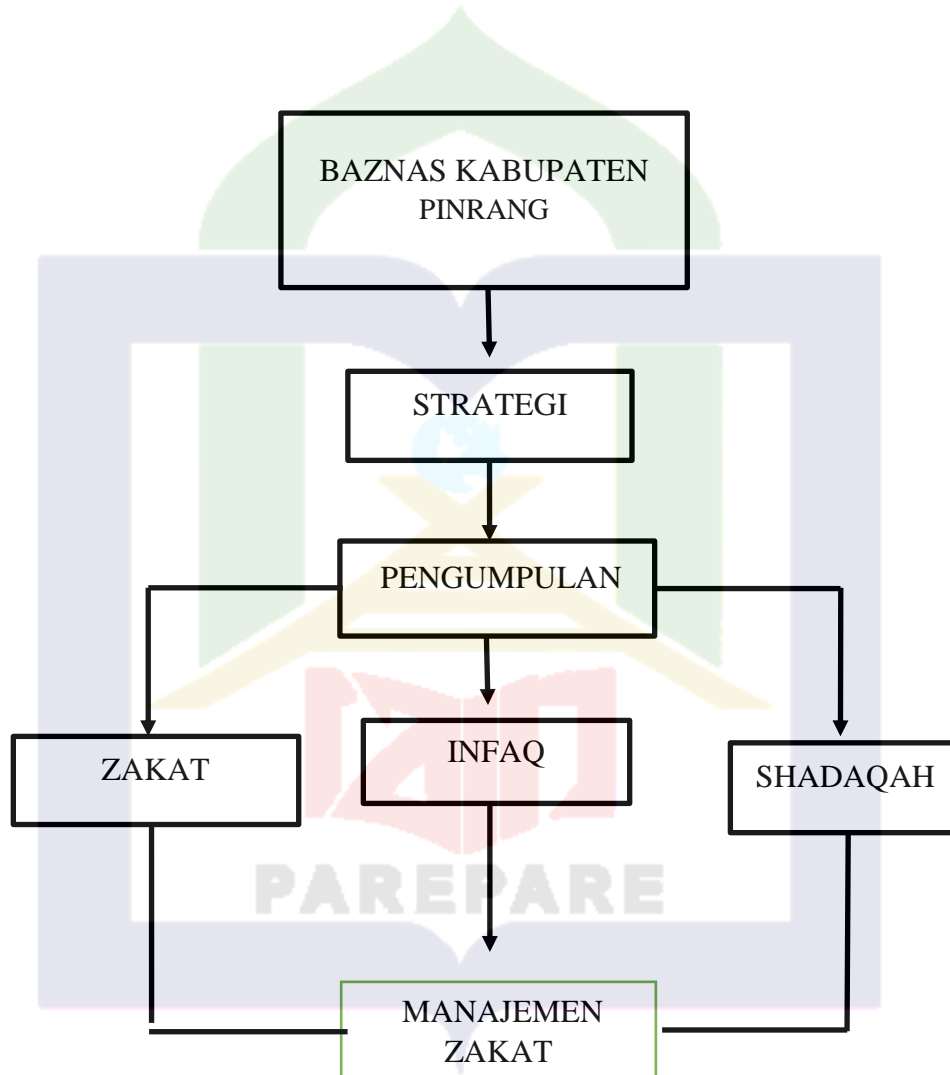 BAZNAS KABUPATEN
PINRANG
STRATEGI
PENGUMPULAN
ZAKAT
INFAQ
SHADAQAH
PAREPARE
MANAJEMEN
ZAKAT